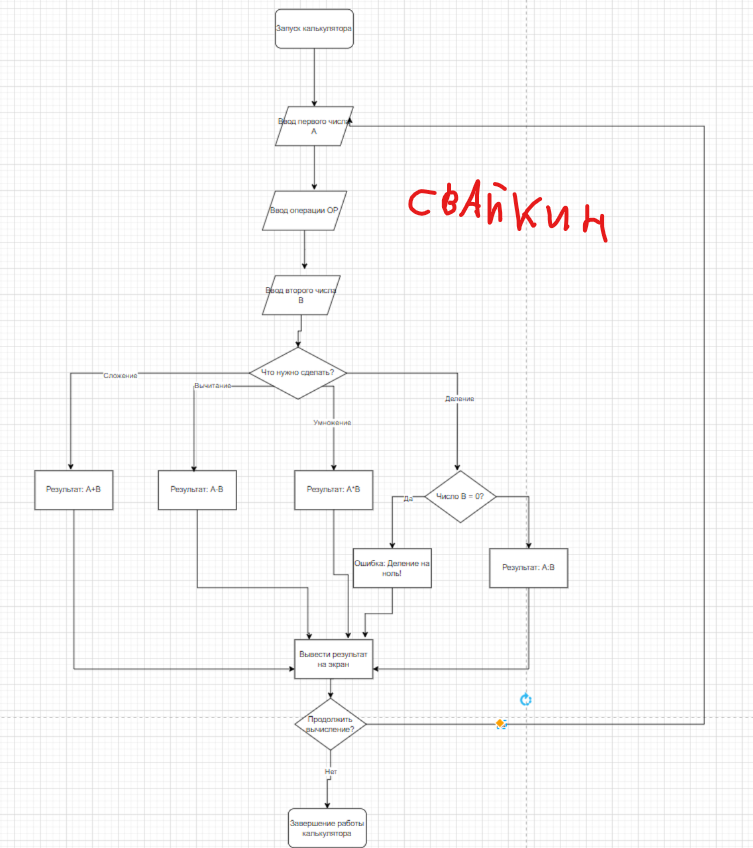 Запуск калькулятора
Ввод первого числа
А
СВАЙКИН
Ввод операции ОР
Ввод второго числа
В
Что нужно сделать?
Сложение
Вычитание
Умножение
Деление
Результат: А+В
Результат: А-В
Результат: А*В
Число В = 0?
Да
Ошибка: Деление на
ноль!
Результат: А:В
Вывести результат
на экран
Продолжить
вычисление?
Нет
Завершение работы
калькулятора